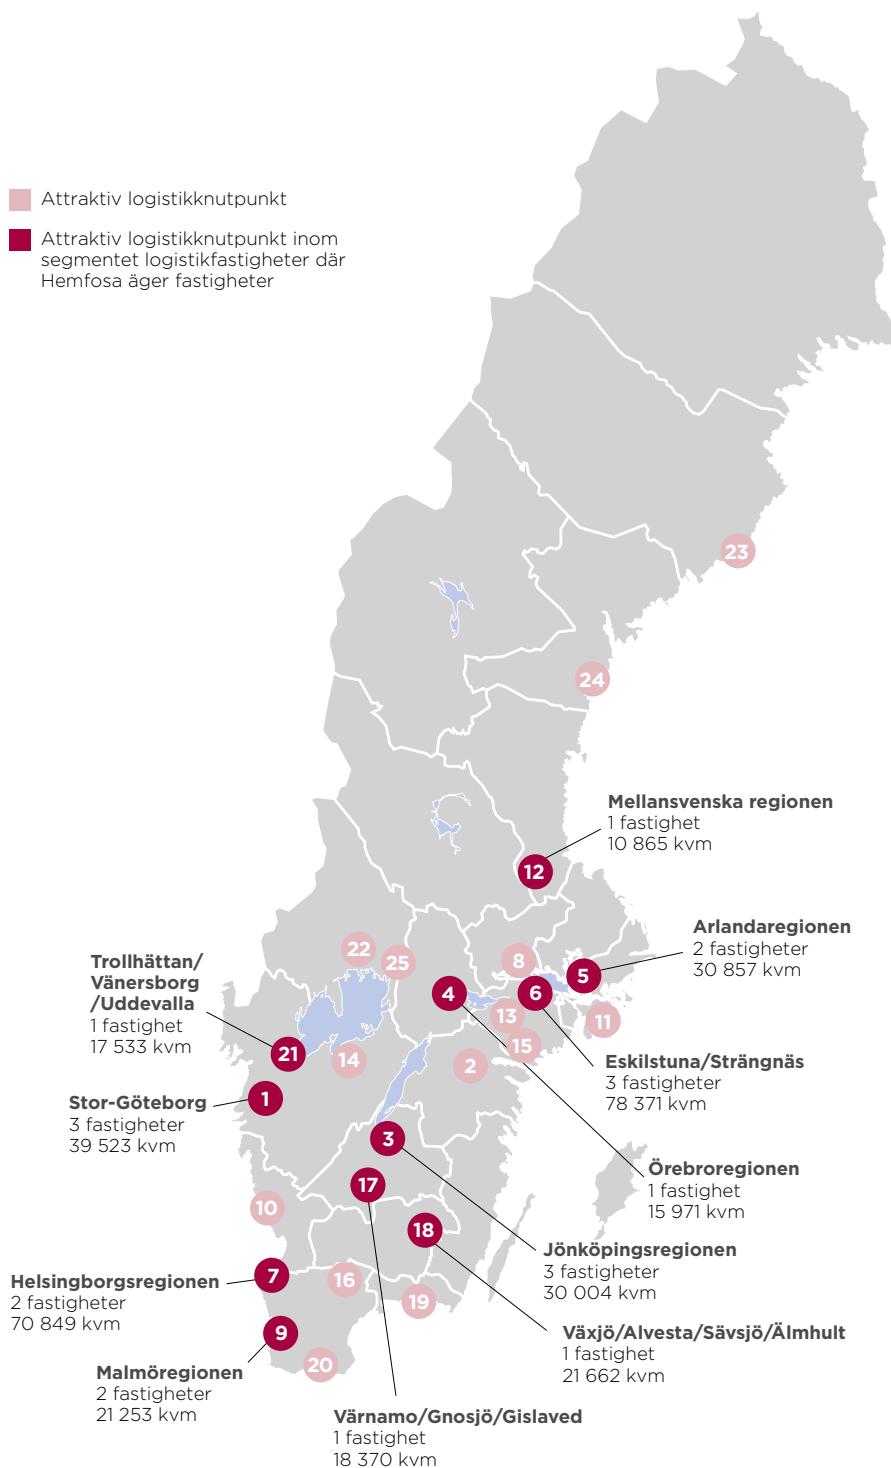 Attraktiv logistikknutpunkt
Attraktiv logistikknutpunkt inom
segmentet logistikfastigheter där
Hemfosa äger fastigheter
23
24
Mellansvenska regionen
1 fastighet
10 865 kvm
12
Arlandaregionen
2 fastigheter
30 857 kvm
22
25
8
5
4
6
13
11
15
2
14
21
Trollhättan/
Vänersborg
/Uddevalla
1 fastighet
17 533 kvm
Eskilstuna/Strängnäs
3 fastigheter
78 371 kvm
1
Stor-Göteborg
3 fastigheter
39 523 kvm
3
Örebroregionen
1 fastighet
15 971 kvm
17
10
18
Jönköpingsregionen
3 fastigheter
30 004 kvm
7
Helsingborgsregionen
2 fastigheter
70 849 kvm
16
19
9
Växjö/Alvesta/Sävsjö/Älmhult
1 fastighet
21 662 kvm
20
Malmöregionen
2 fastigheter
21 253 kvm
Värnamo/Gnosjö/Gislaved
1 fastighet
18 370 kvm